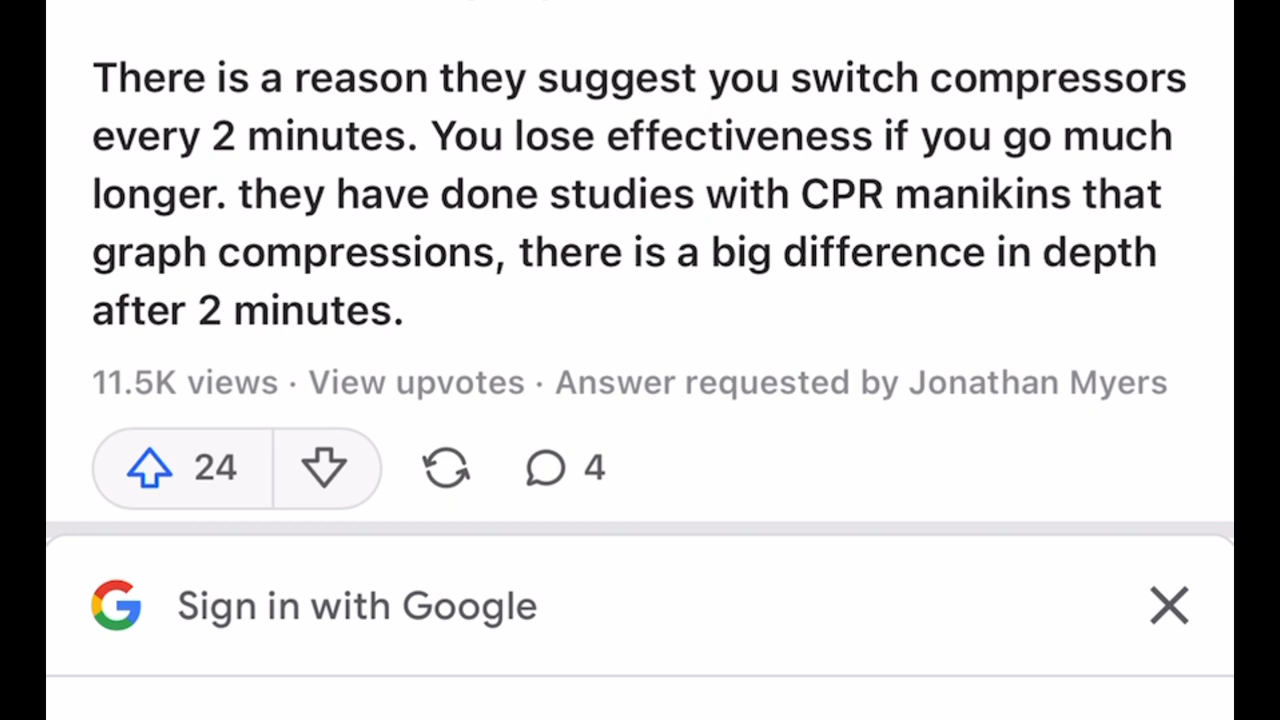 There is a reason they suggest you switch compressors
every 2 minutes. You lose effectiveness if you go much
longer. they have done studies with CPR manikins that
graph compressions, there is a big difference in depth
after 2 minutes.
11.5K views · View upvotes · Answer requested by Jonathan Myers
24 4
Sign in with Google